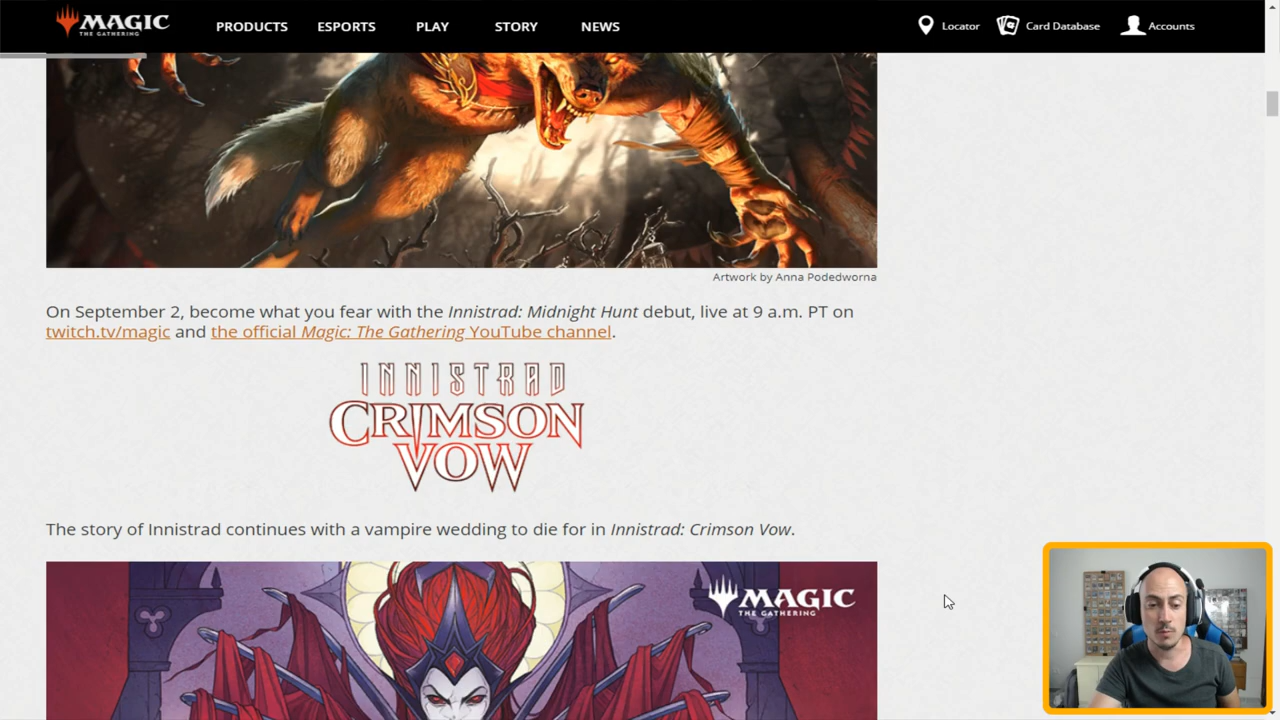 MAGIC
THE GATHERING
PRODUCTS
ESPORTS
PLAY
STORY
NEWS
Locator
Card Database
Accounts
Artwork by Anna Podedworna
On September 2, become what you fear with the Innistrad: Midnight Hunt debut, live at 9 a.m. PT on
twitch.tv/magic and the official Magic: The Gathering YouTube channel.
INNISTRAD
CRIMSON
VOW
The story of Innistrad continues with a vampire wedding to die for in Innistrad: Crimson Vow.
MAGIC
THE GATHERING